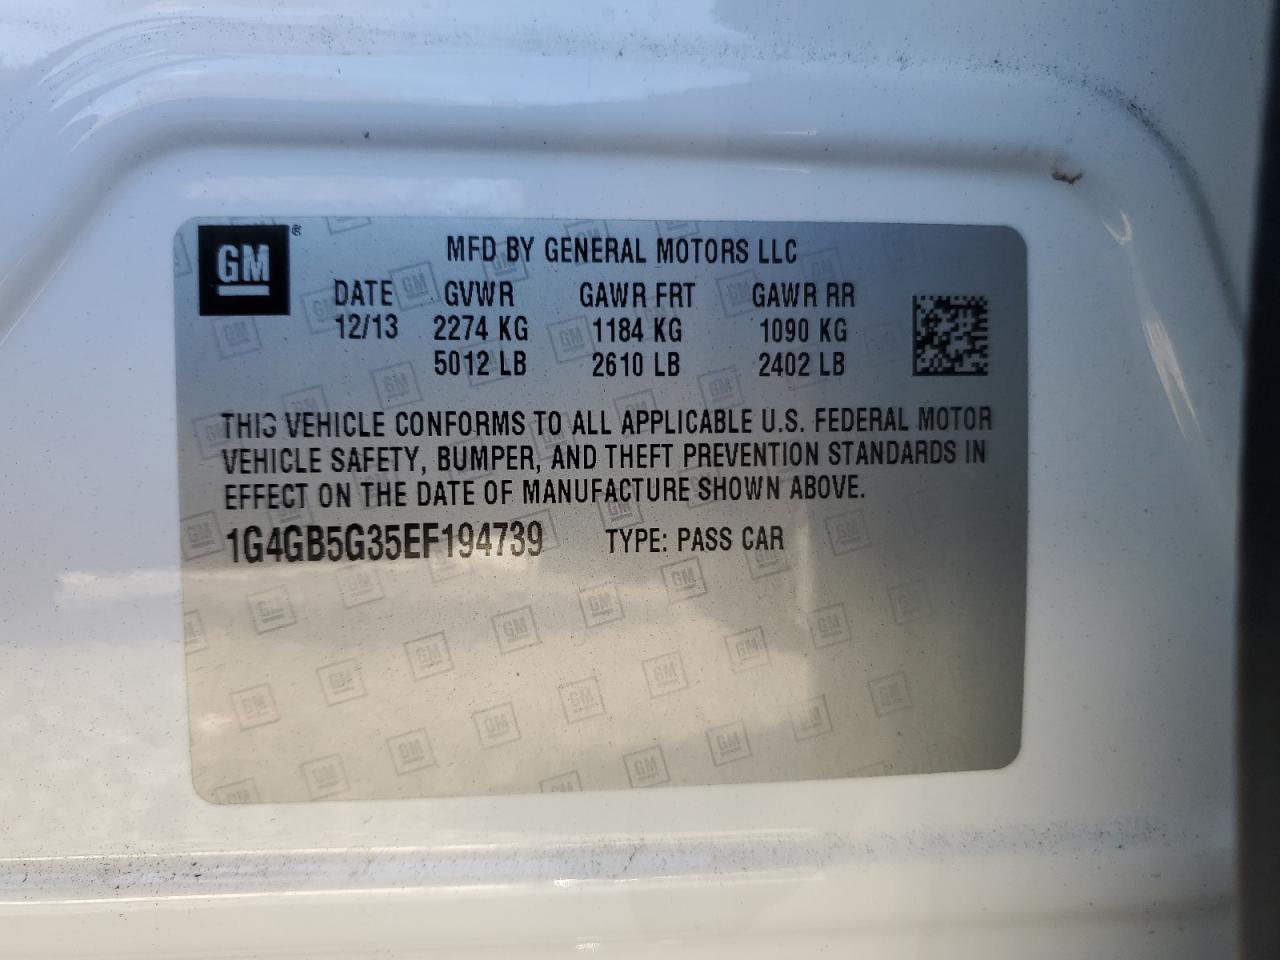 GM®
MFD BY GENERAL MOTORS LLC
DATE GVWR GAWR FRT GAWR RR
12/13 2274 KG 1184 KG 1090 KG
5012 LB 2610 LB 2402 LB
THIS VEHICLE CONFORMS TO ALL APPLICABLE U.S. FEDERAL MOTOR
VEHICLE SAFETY, BUMPER, AND THEFT PREVENTION STANDARDS IN
EFFECT ON THE DATE OF MANUFACTURE SHOWN ABOVE.
1G4GB5G35EF194739 TYPE: PASS CAR